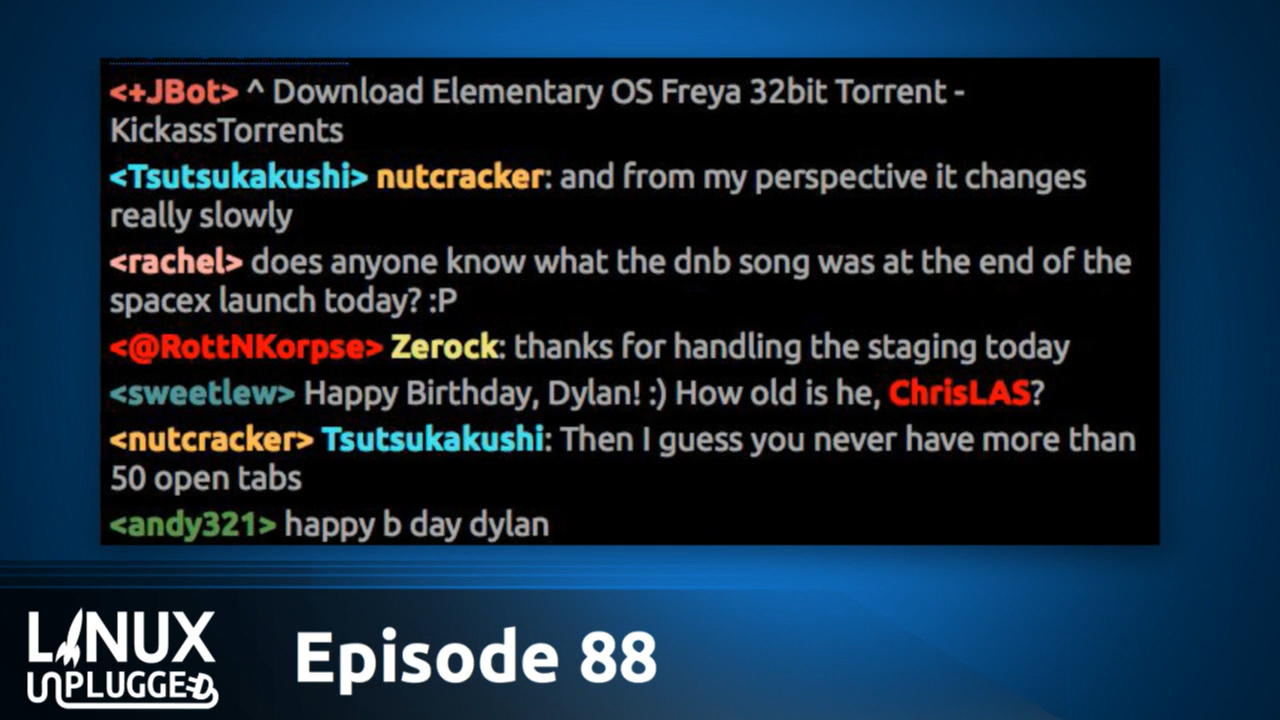 <+JBot> ^ Download Elementary OS Freya 32bit Torrent -
KickassTorrents
<Tsutsukakushi> nutcracker: and from my perspective it changes
really slowly
<rachel> does anyone know what the dnb song was at the end of the
spacex launch today? :P
<@RottNKorpse> Zerock: thanks for handling the staging today
<sweetlew> Happy Birthday, Dylan! :) How old is he, ChrisLAS?
<nutcracker> Tsutsukakushi: Then I guess you never have more than
50 open tabs
<andy321> happy b day dylan
LINUX
UNPLUGGED
Episode 88